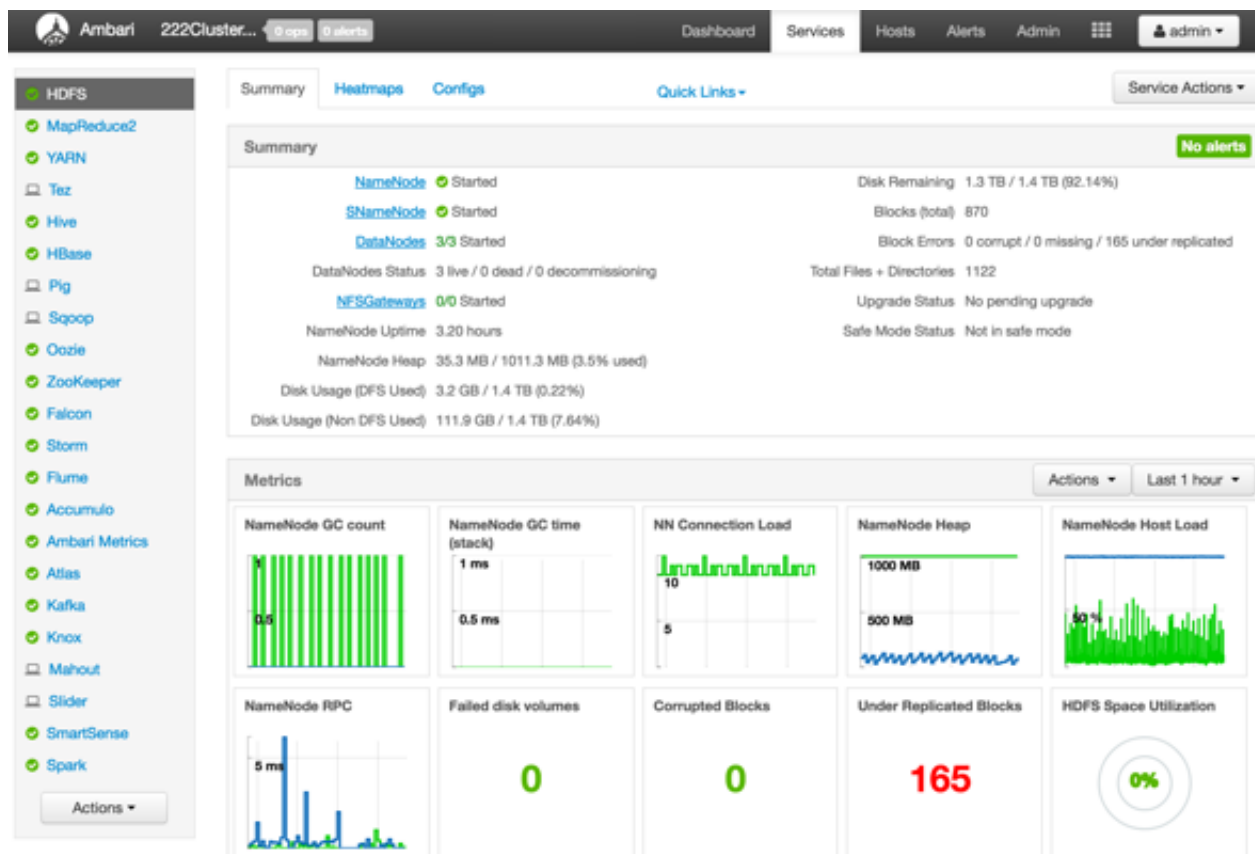 Ambari 222Cluster... 0 ops 0 alerts Dashboard Services Hosts Alerts Admin admin
HDFS
MapReduce2
YARN
Tez
Hive
HBase
Pig
Sqoop
Oozie
ZooKeeper
Falcon
Storm
Flume
Accumulo
Ambari Metrics
Atlas
Kafka
Knox
Mahout
Slider
SmartSense
Spark
Actions
Summary Heatmaps Configs Quick Links Service Actions
Summary No alerts
NameNode Started
SNameNode Started
DataNodes 3/3 Started
DataNodes Status 3 live / 0 dead / 0 decommissioning
NFSGateways 0/0 Started
NameNode Uptime 3.20 hours
NameNode Heap 35.3 MB / 1011.3 MB (3.5% used)
Disk Usage (DFS Used) 3.2 GB / 1.4 TB (0.22%)
Disk Usage (Non DFS Used) 111.9 GB / 1.4 TB (7.64%)
Disk Remaining 1.3 TB / 1.4 TB (92.14%)
Blocks (total) 870
Block Errors 0 corrupt / 0 missing / 165 under replicated
Total Files + Directories 1122
Upgrade Status No pending upgrade
Safe Mode Status Not in safe mode
Metrics Actions Last 1 hour
NameNode GC count
1
0.5
NameNode GC time
(stack)
1 ms
0.5 ms
NN Connection Load
10
5
NameNode Heap
1000 MB
500 MB
NameNode Host Load
50 %
NameNode RPC
5 ms
Failed disk volumes
0
Corrupted Blocks
0
Under Replicated Blocks
165
HDFS Space Utilization
0%